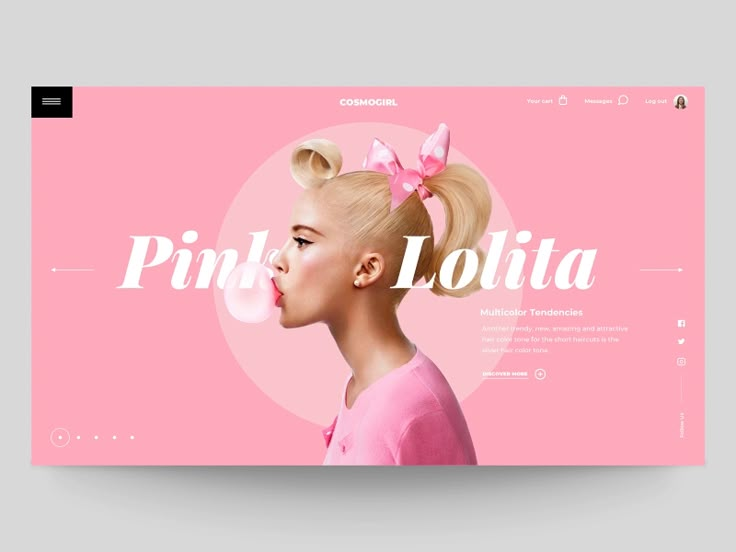 COSMOGIRL
Your cart
Messages
Log out
Pink Lolita
Multicolor Tendencies
Another trendy, new, amazing and attractive
hair color tone for the short haircuts is the
silver hair color tone.
DISCOVER MORE
Follow Us